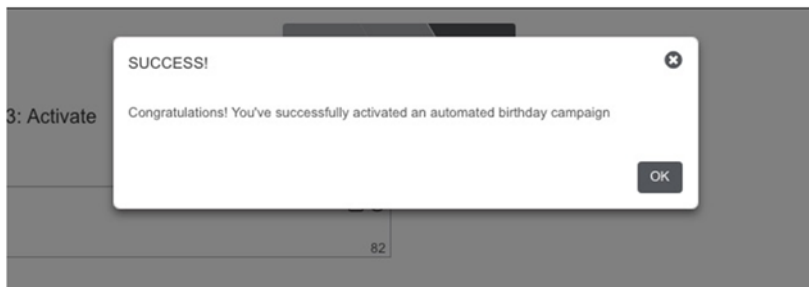 SUCCESS!
3: Activate
Congratulations! You've successfully activated an automated birthday campaign
OK
82